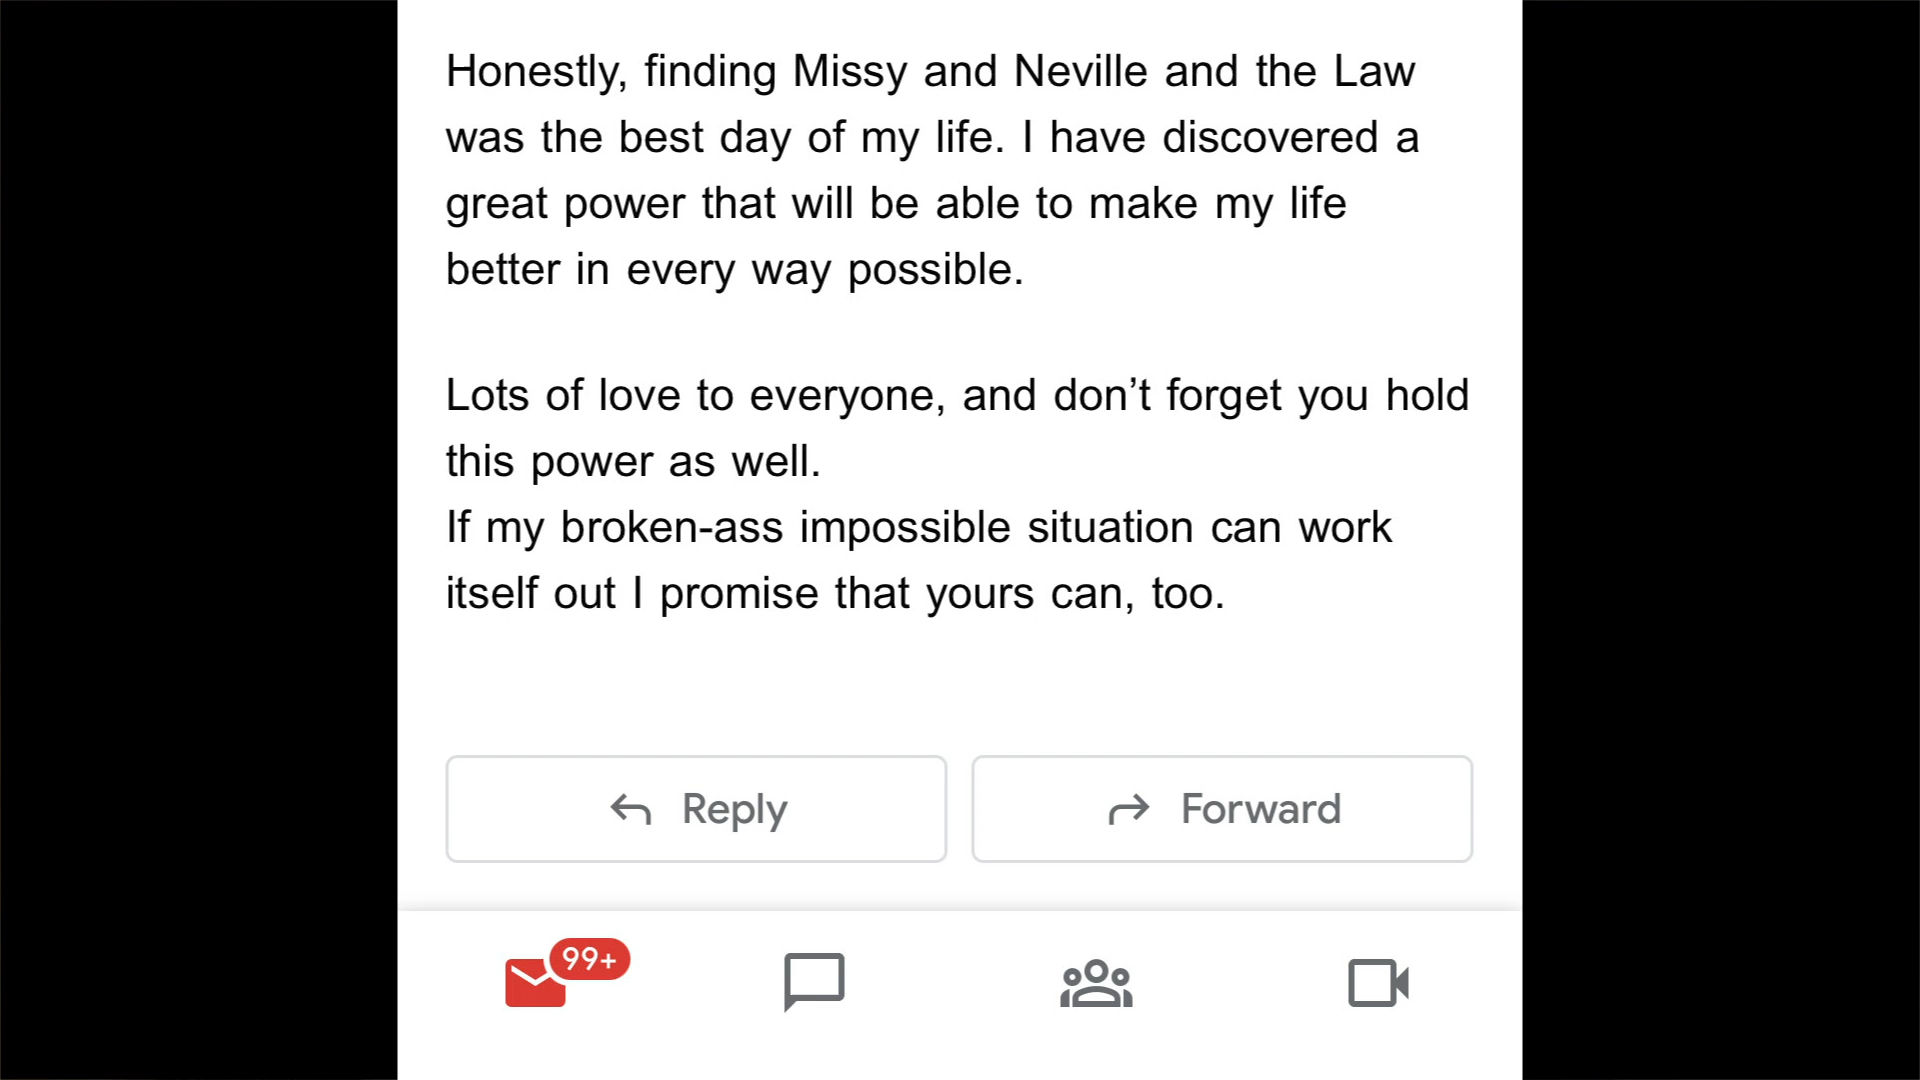 Honestly, finding Missy and Neville and the Law
was the best day of my life. I have discovered a
great power that will be able to make my life
better in every way possible.
Lots of love to everyone, and don’t forget you hold
this power as well.
If my broken-ass impossible situation can work
itself out I promise that yours can, too.
Reply
Forward
99+